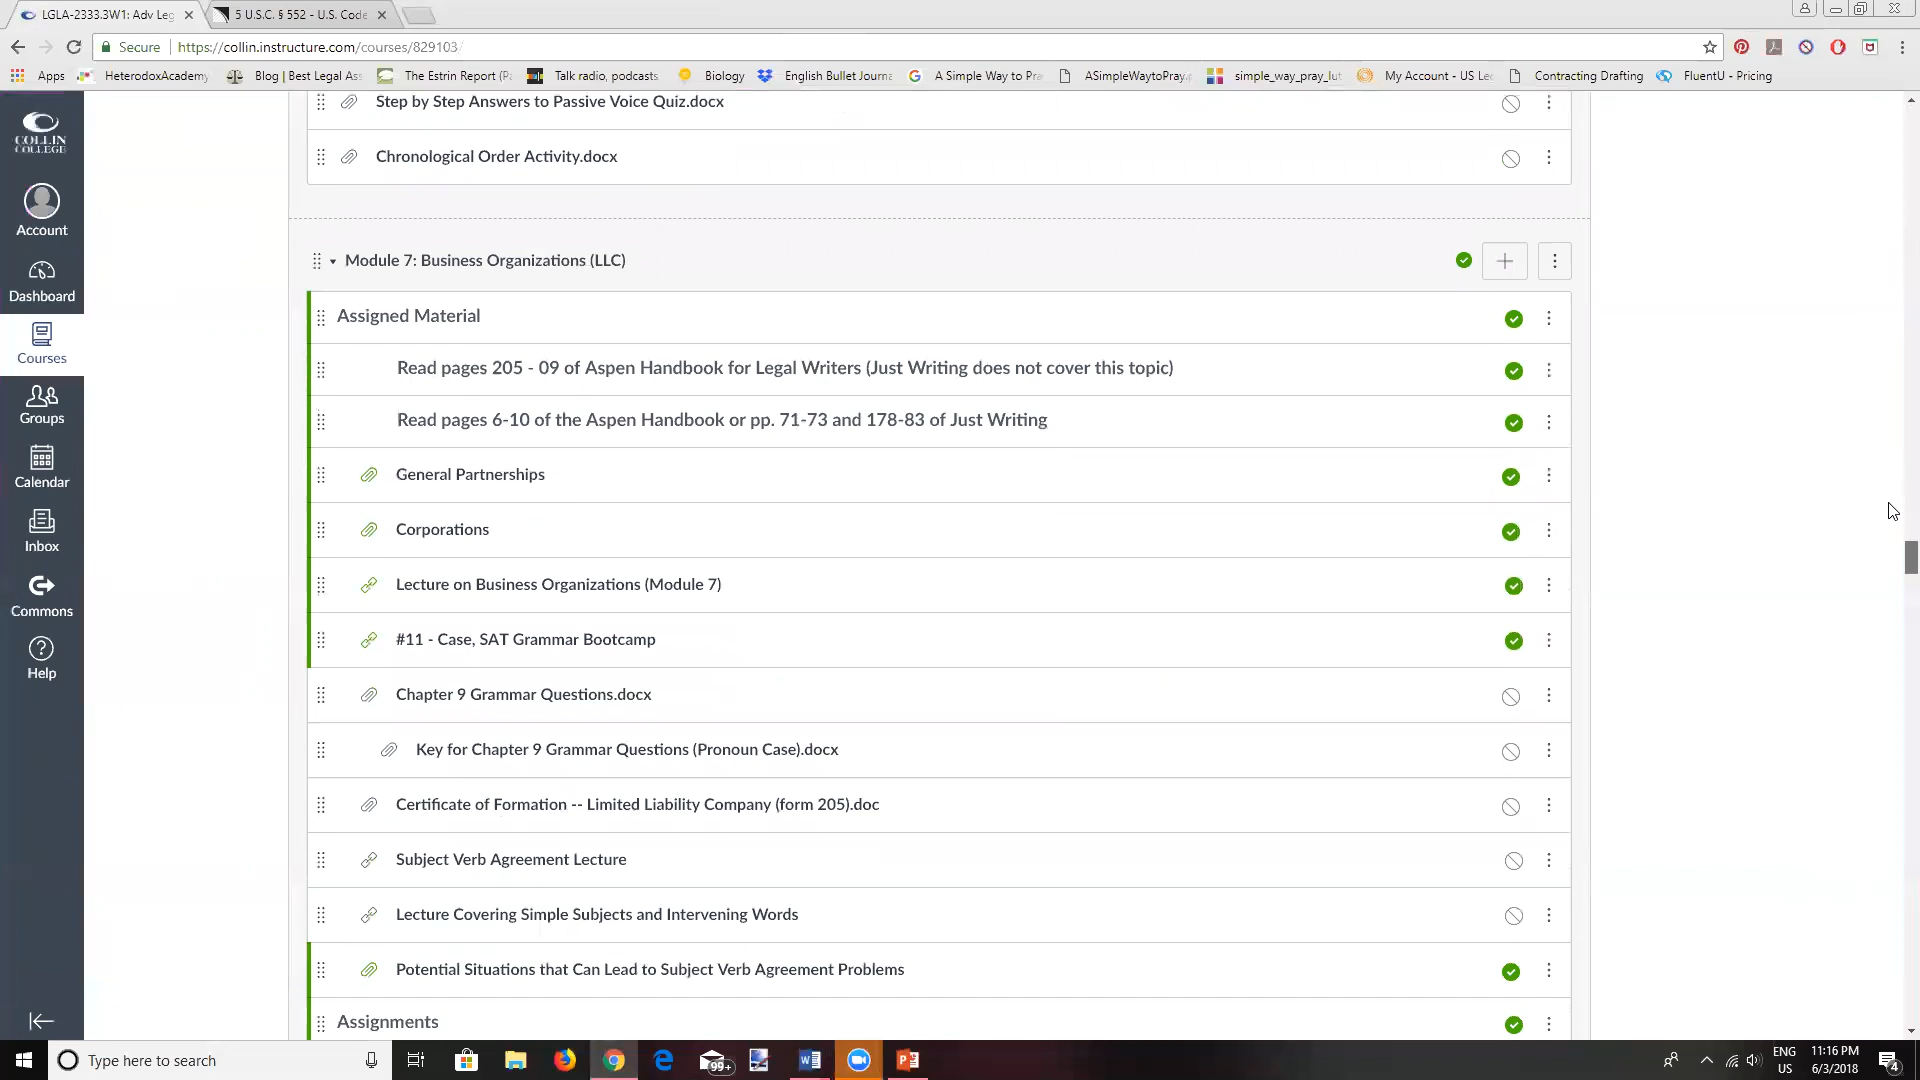 LGLA-2333.3W1: Adv Leg
5 U.S.C. § 552 - U.S. Code
Secure
https://collin.instructure.com/courses/829103
Apps
HeterodoxAcademy
Blog | Best Legal Ass
The Estrin Report (Pa
Talk radio, podcasts,
Biology
English Bullet Journa
A Simple Way to Pra
ASimpleWaytoPray.
simple_way_pray_lut
My Account - US Leg
Contracting Drafting
FluentU - Pricing
COLLIN
COLLEGE
Account
Dashboard
Courses
Groups
Calendar
Inbox
Commons
Help
Step by Step Answers to Passive Voice Quiz.docx
Chronological Order Activity.docx
Module 7: Business Organizations (LLC)
Assigned Material
Read pages 205 - 09 of Aspen Handbook for Legal Writers (Just Writing does not cover this topic)
Read pages 6-10 of the Aspen Handbook or pp. 71-73 and 178-83 of Just Writing
General Partnerships
Corporations
Lecture on Business Organizations (Module 7)
#11 - Case, SAT Grammar Bootcamp
Chapter 9 Grammar Questions.docx
Key for Chapter 9 Grammar Questions (Pronoun Case).docx
Certificate of Formation -- Limited Liability Company (form 205).doc
Subject Verb Agreement Lecture
Lecture Covering Simple Subjects and Intervening Words
Potential Situations that Can Lead to Subject Verb Agreement Problems
Assignments
Type here to search
99+
ENG
US
11:16 PM
6/3/2018
4